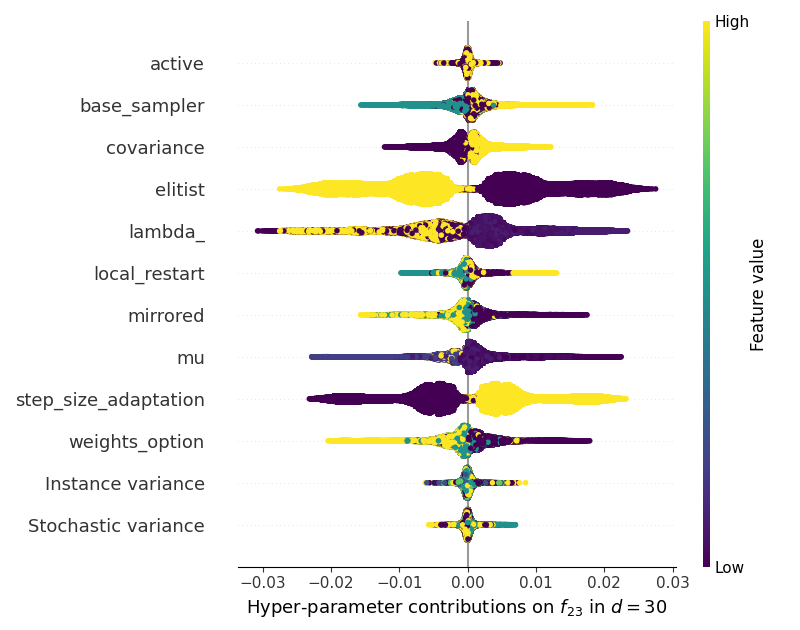 High
active
base_sampler
covariance
elitist
lambda_
local_restart
mirrored
mu
step_size_adaptation
weights_option
Instance variance
Stochastic variance
Feature value
Low
−0.03 −0.02 −0.01 0.00 0.01 0.02 0.03
Hyper-parameter contributions on f23 in d = 30